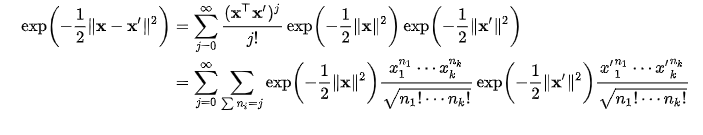 exp(−½‖𝐱 − 𝐱′‖²) = ∑_{j=0}^{∞} (𝐱^⊤𝐱′)^j / j! exp(−½‖𝐱‖²) exp(−½‖𝐱′‖²)
= ∑_{j=0}^{∞} ∑_{∑ n_i=j} exp(−½‖𝐱‖²) x_1^{n_1} ⋯ x_k^{n_k} / √(n_1! ⋯ n_k!) exp(−½‖𝐱′‖²) x′_1^{n_1} ⋯ x′_k^{n_k} / √(n_1! ⋯ n_k!)